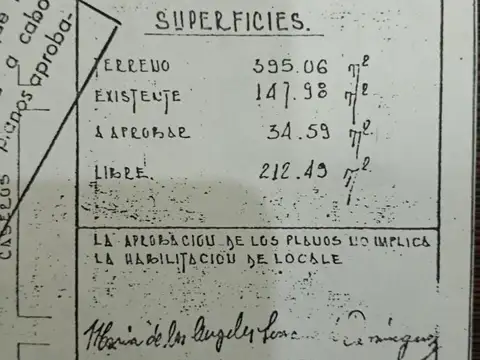 SUPERFICIES.
TERRENO 395.06 m²
EXISTENTE 147.98 m²
A APROBAR 34.59 m²
LIBRE. 212.49 m²
LA APROBACION DE LOS PLANOS NO IMPLICA
LA HABILITACION DE LOCALE
Maria de los Angeles
a cabo
Planos aproba-